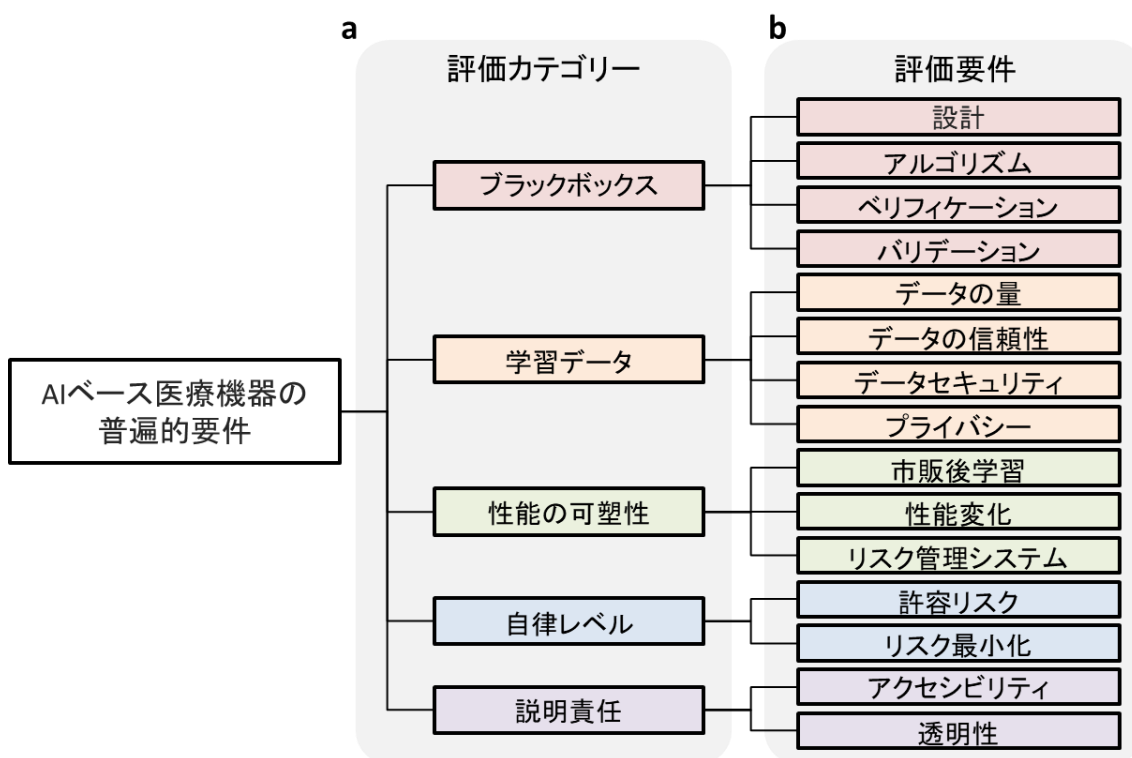 a
b
評価カテゴリー
評価要件
AIベース医療機器の
普遍的要件
ブラックボックス
設計
アルゴリズム
ベリフィケーション
バリデーション
学習データ
データの量
データの信頼性
データセキュリティ
プライバシー
性能の可塑性
市販後学習
性能変化
リスク管理システム
自律レベル
許容リスク
リスク最小化
説明責任
アクセシビリティ
透明性